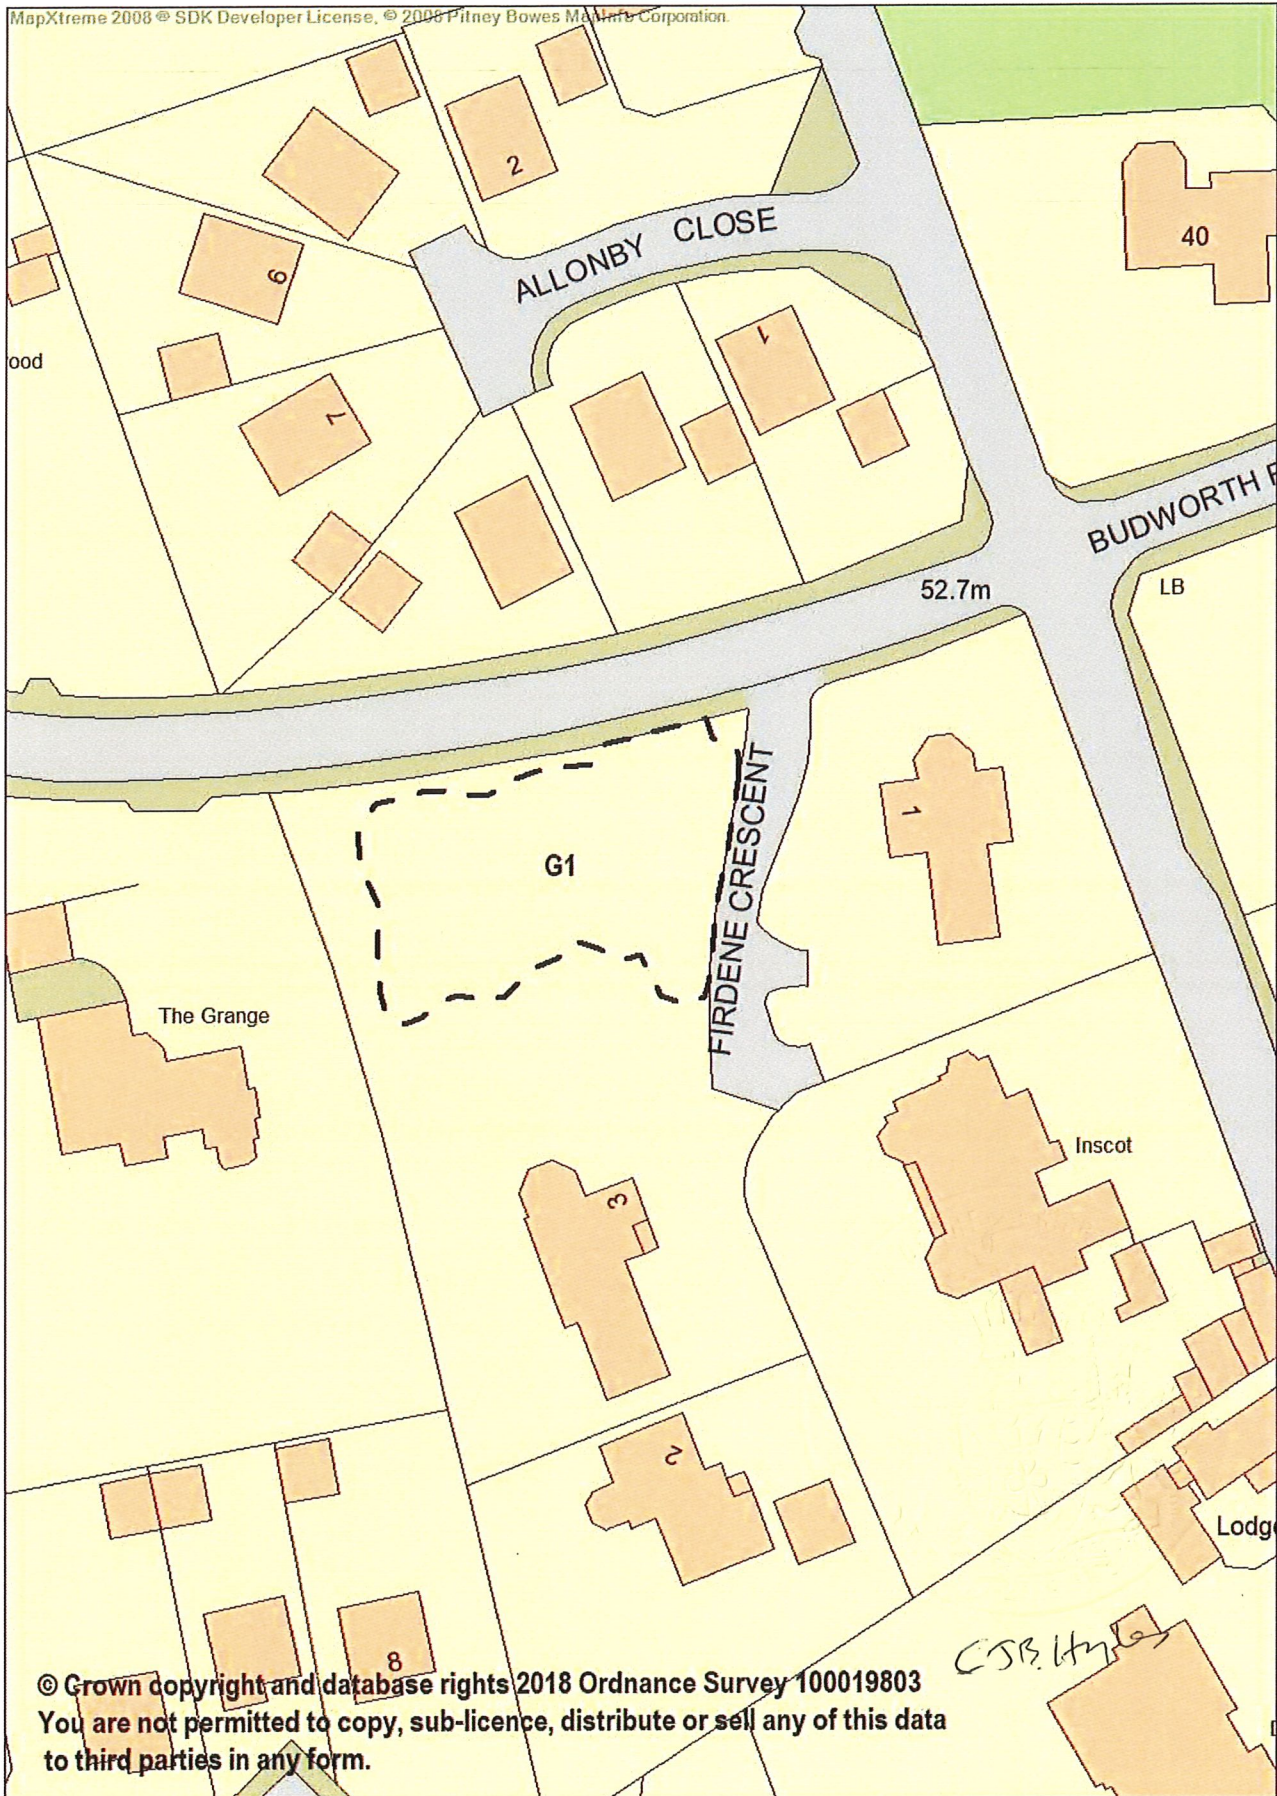 MapXtreme 2008 ® SDK Developer License, © 2008 Pitney Bowes MapInfo Corporation.
2
ALLONBY CLOSE
40
6
1
ood
7
BUDWORTH
52.7m
LB
FIRDENE CRESCENT
1
G1
The Grange
Inscot
3
2
Lodge
8
© Crown copyright and database rights 2018 Ordnance Survey 100019803
You are not permitted to copy, sub-licence, distribute or sell any of this data
to third parties in any form.